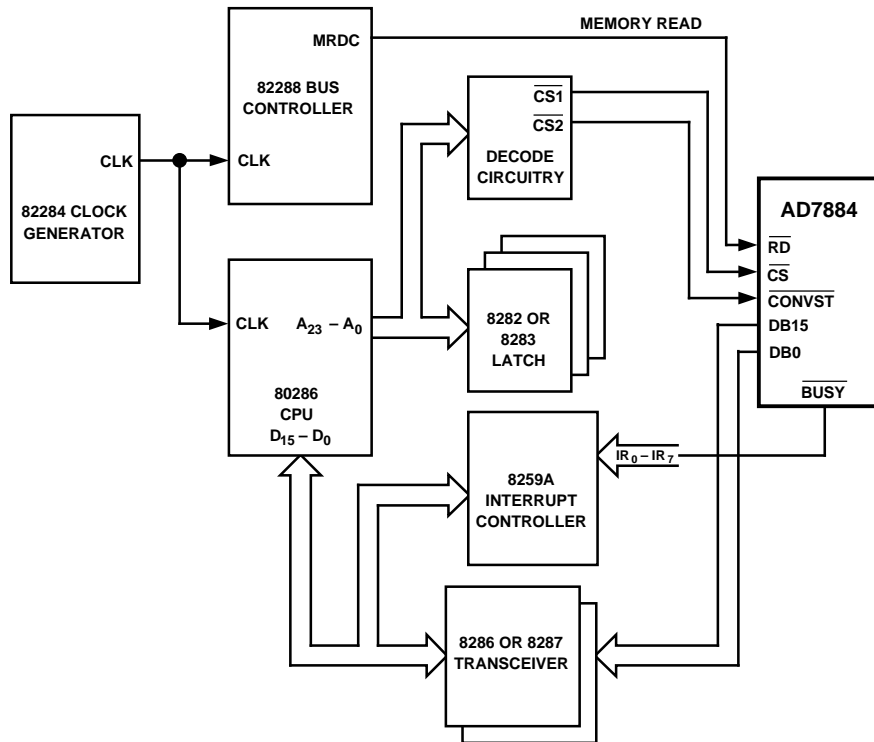 MEMORY READ
MRDC
82288 BUS
CONTROLLER
CLK
CLK
82284 CLOCK
GENERATOR
CS1
CS2
DECODE
CIRCUITRY
AD7884
RD
CS
CONVST
DB15
DB0
BUSY
CLK
A23 – A0
80286
CPU
D15 – D0
8282 OR
8283
LATCH
IR0 – IR7
8259A
INTERRUPT
CONTROLLER
8286 OR 8287
TRANSCEIVER